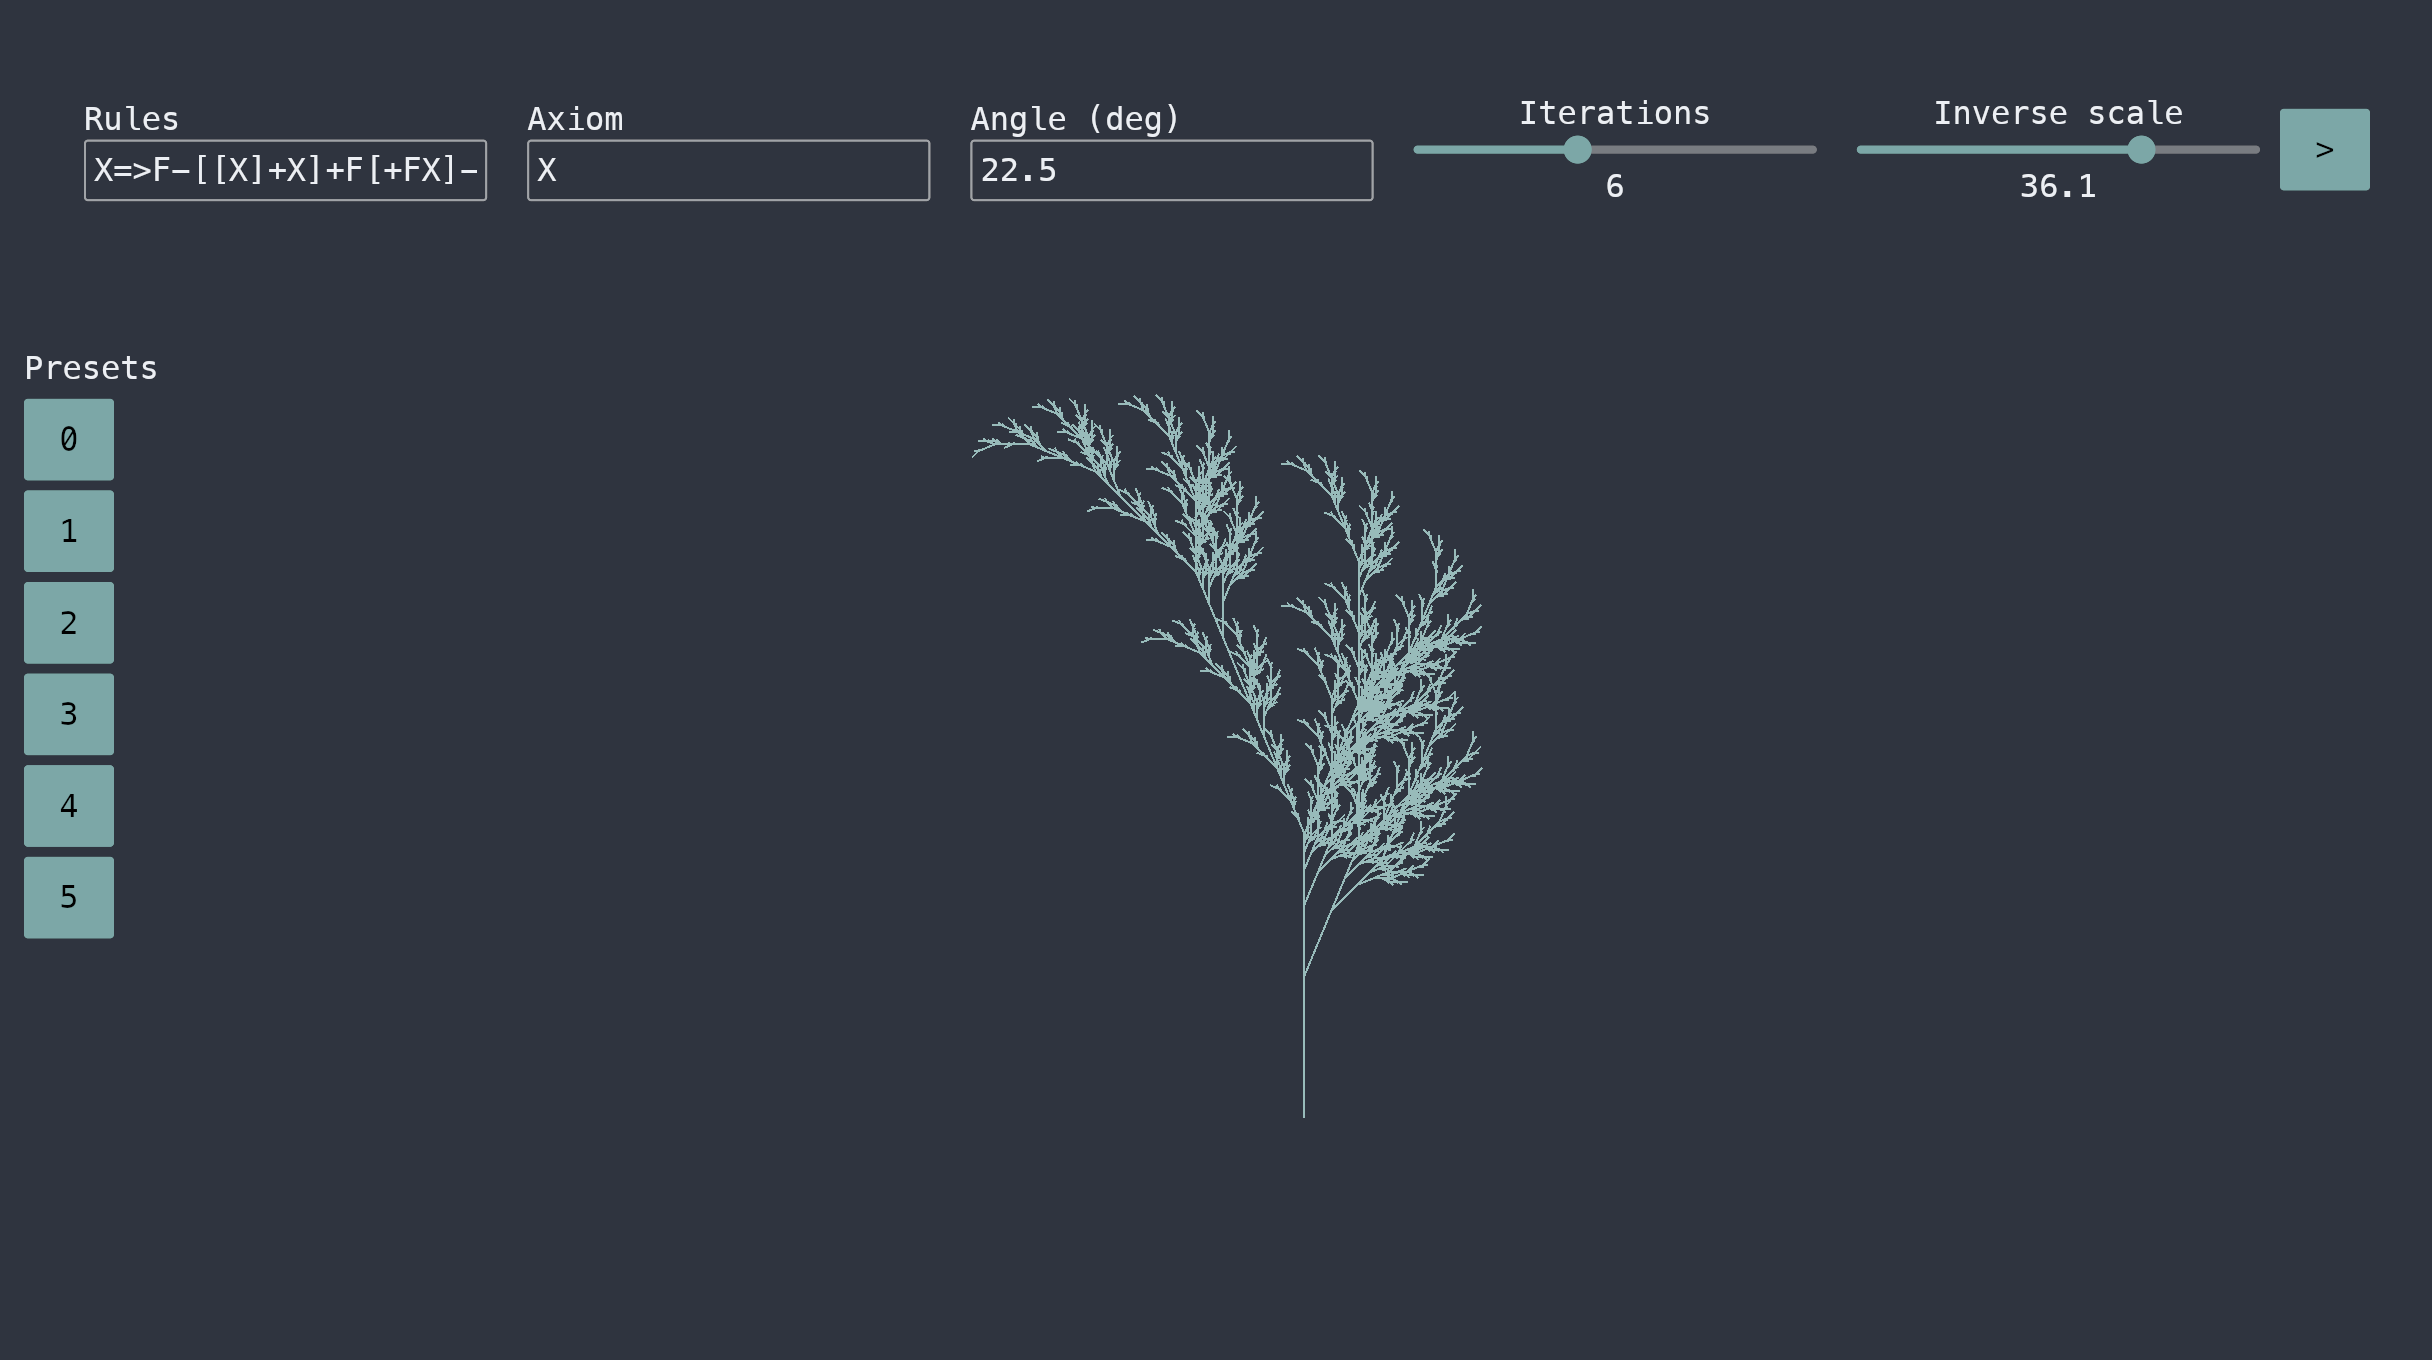 Rules
X=>F-[[X]+X]+F[+FX]-
Axiom
X
Angle (deg)
22.5
Iterations
6
Inverse scale
36.1
>
Presets
0
1
2
3
4
5